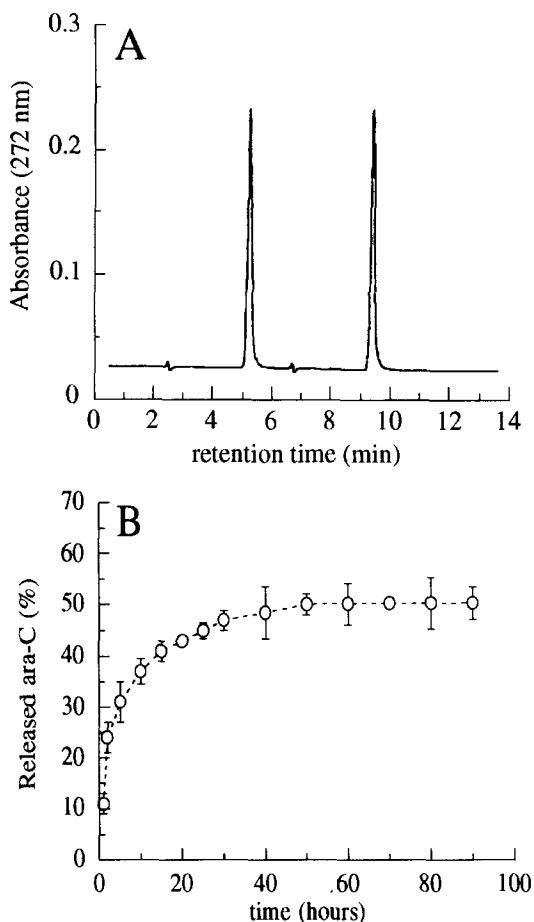 A
0.3
0.2
0.1
0
Absorbance (272 nm)
0 2 4 6 8 10 12 14
retention time (min)
B
70
60
50
40
30
20
10
0
Released ara-C (%)
0 20 40 60 80 100
time (hours)